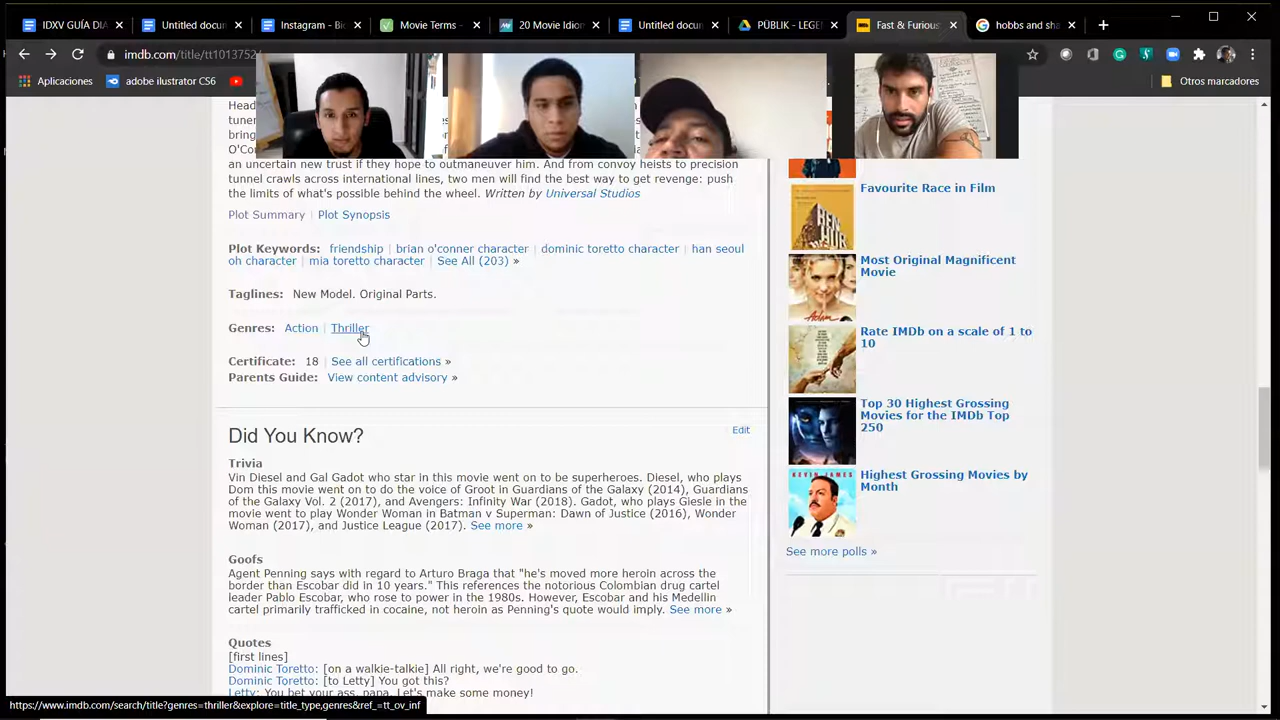 IDXV GUÍA DIA
Untitled docum
Instagram - Bio
Movie Terms -
20 Movie Idiom
Untitled docum
PÚBLIK - LEGEN
Fast & Furious
hobbs and sha
imdb.com/title/tt1013752/
Aplicaciones
adobe ilustrator CS6
Otros marcadores
Head
tuner
bring
O'Con
an uncertain new trust if they hope to outmaneuver him. And from convoy heists to precision
tunnel crawls across international lines, two men will find the best way to get revenge: push
the limits of what's possible behind the wheel. Written by Universal Studios
Plot Summary | Plot Synopsis
Plot Keywords: friendship | brian o'conner character | dominic toretto character | han seoul
oh character | mia toretto character | See All (203) »
Taglines: New Model. Original Parts.
Genres: Action | Thriller
Certificate: 18 | See all certifications »
Parents Guide: View content advisory »
Did You Know?
Edit
Trivia
Vin Diesel and Gal Gadot who star in this movie went on to be superheroes. Diesel, who plays
Dom this movie went on to do the voice of Groot in Guardians of the Galaxy (2014), Guardians
of the Galaxy Vol. 2 (2017), and Avengers: Infinity War (2018). Gadot, who plays Giesle in the
movie went to play Wonder Woman in Batman v Superman: Dawn of Justice (2016), Wonder
Woman (2017), and Justice League (2017). See more »
Goofs
Agent Penning says with regard to Arturo Braga that "he's moved more heroin across the
border than Escobar did in 10 years." This references the notorious Colombian drug cartel
leader Pablo Escobar, who rose to power in the 1980s. However, Escobar and his Medellin
cartel primarily trafficked in cocaine, not heroin as Penning's quote would imply. See more »
Quotes
[first lines]
Dominic Toretto: [on a walkie-talkie] All right, we're good to go.
Dominic Toretto: [to Letty] You got this?
Letty: You bet your ass, papa. Let's make some money!
Favourite Race in Film
Most Original Magnificent
Movie
Rate IMDb on a scale of 1 to
10
Top 30 Highest Grossing
Movies for the IMDb Top
250
KEVIN JAMES
Highest Grossing Movies by
Month
See more polls »
https://www.imdb.com/search/title?genres=thriller&explore=title_type,genres&ref_=tt_ov_inf